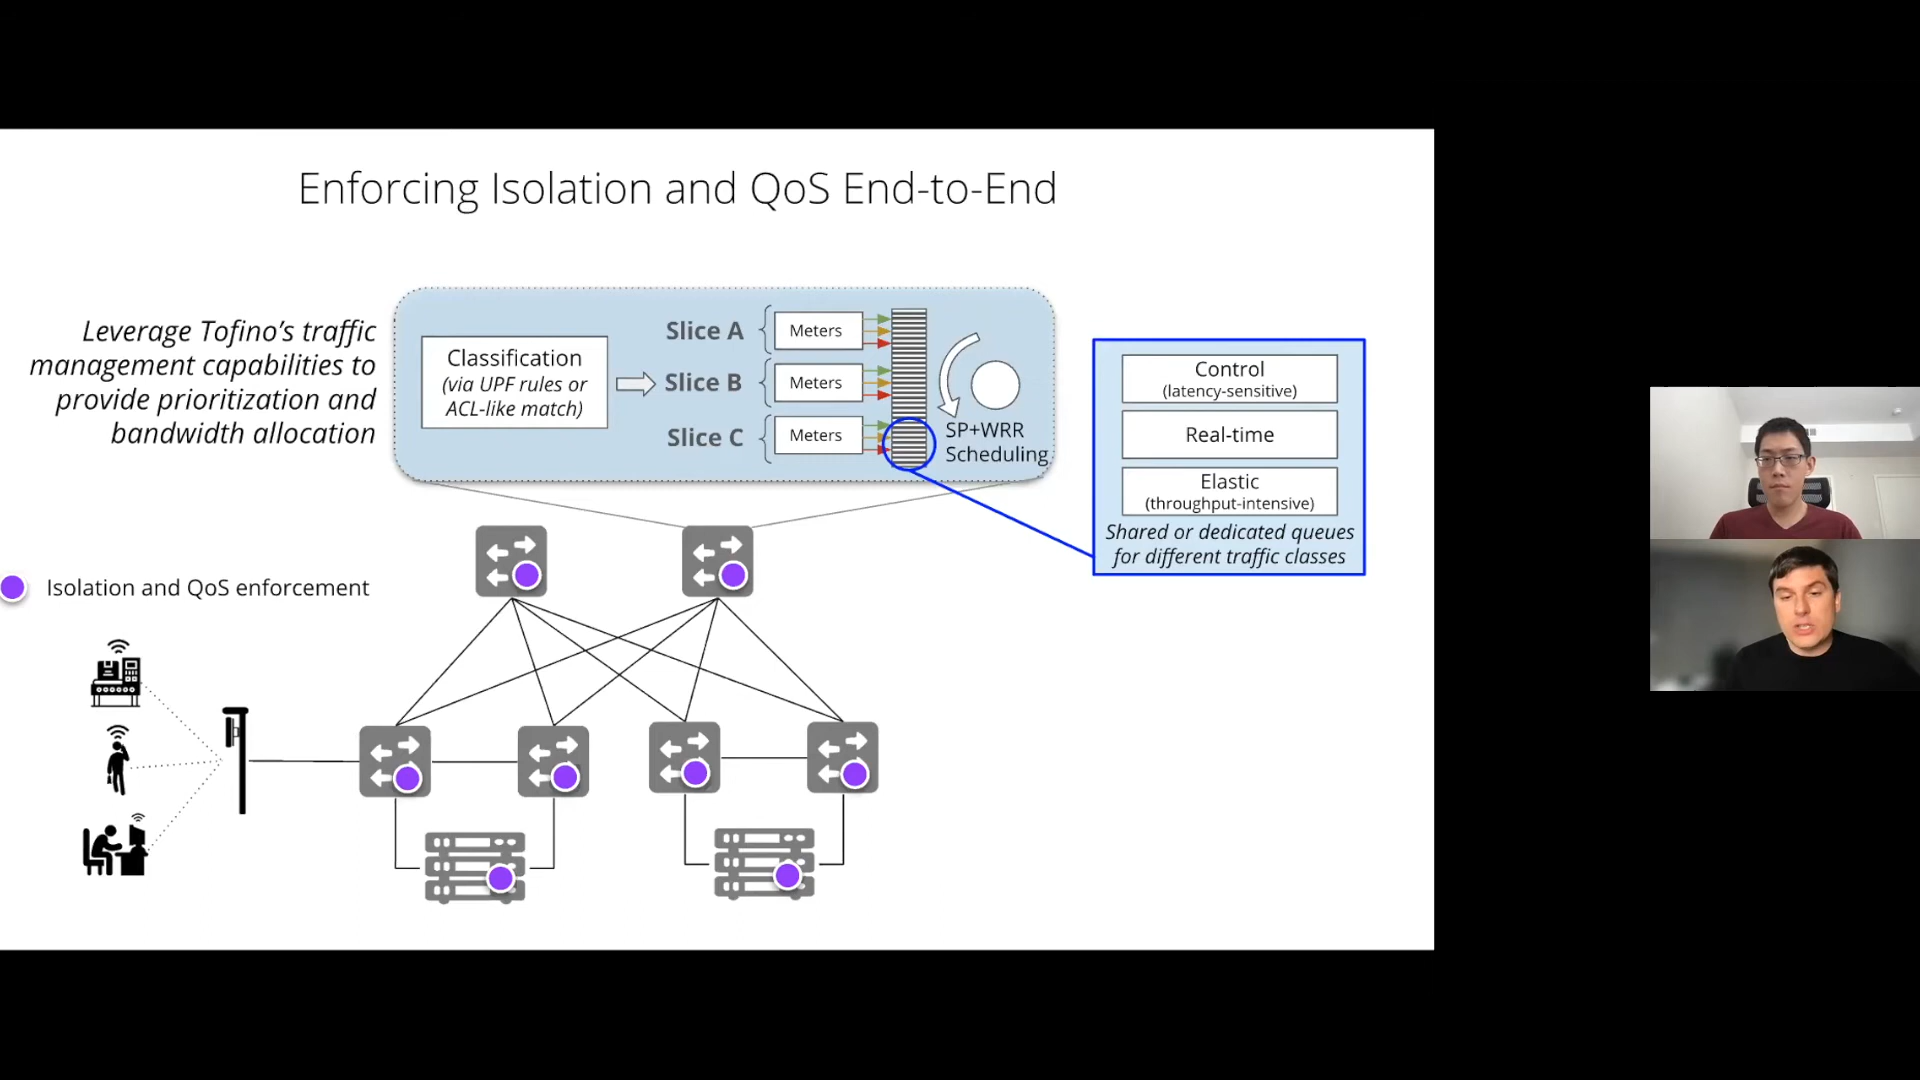 Enforcing Isolation and QoS End-to-End
Leverage Tofino's traffic
management capabilities to
provide prioritization and
bandwidth allocation
Classification
(via UPF rules or
ACL-like match)
Slice A
Meters
Slice B
Meters
Slice C
Meters
SP+WRR
Scheduling
Control
(latency-sensitive)
Real-time
Elastic
(throughput-intensive)
Shared or dedicated queues
for different traffic classes
Isolation and QoS enforcement